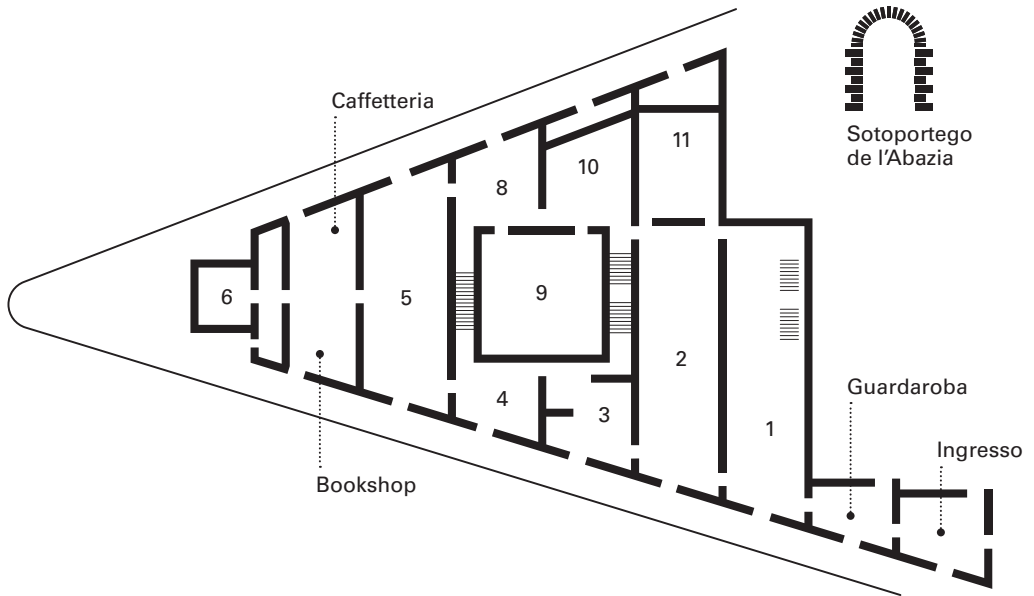 Caffetteria
Sotoportego
de l'Abazia
11
10
8
6
5
9
2
4
3
1
Guardaroba
Ingresso
Bookshop